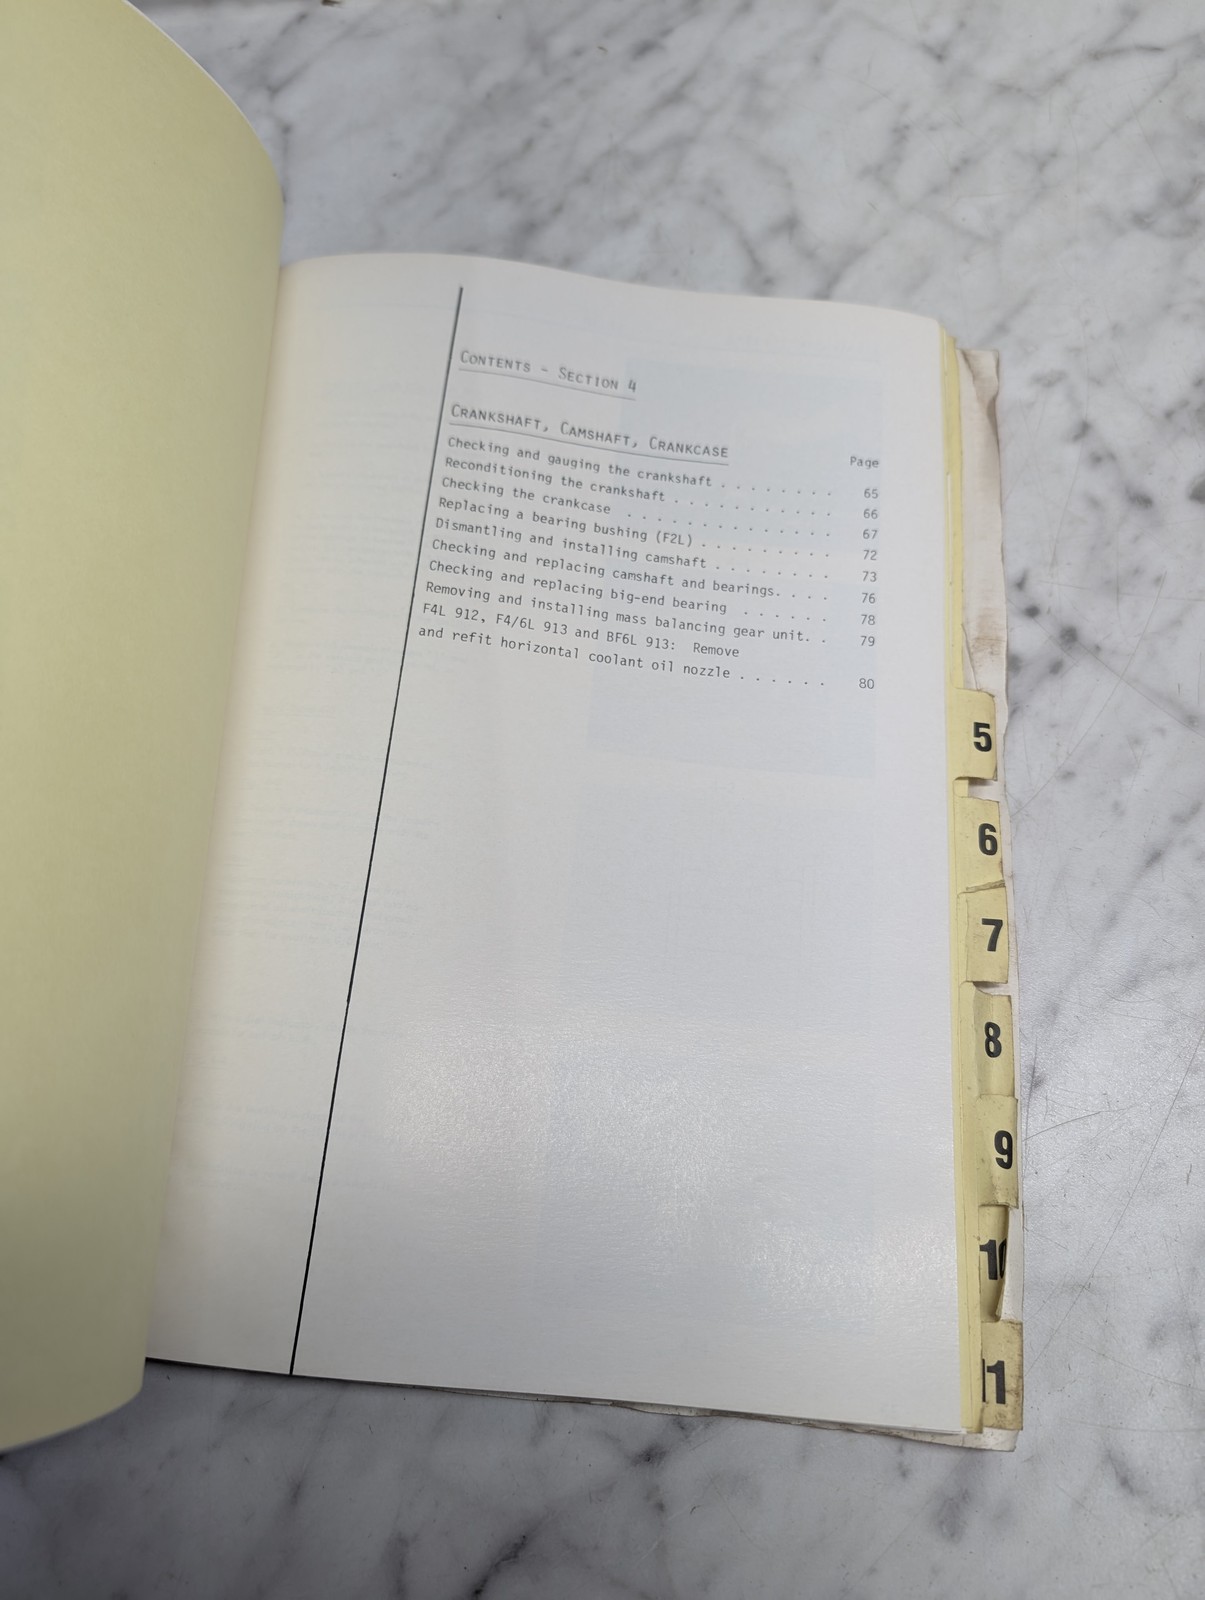 CONTENTS - SECTION 4
CRANKSHAFT, CAMSHAFT, CRANKCASE
Page
Checking and gauging the crankshaft . . . . . . . . 65
Reconditioning the crankshaft . . . . . . . . . . 66
Checking the crankcase . . . . . . . . . . . . . 67
Replacing a bearing bushing (F2L) . . . . . . . . . 72
Dismantling and installing camshaft . . . . . . . . 73
Checking and replacing camshaft and bearings. . . . 76
Checking and replacing big-end bearing . . . . . . 78
Removing and installing mass balancing gear unit. . 79
F4L 912, F4/6L 913 and BF6L 913: Remove
and refit horizontal coolant oil nozzle . . . . . . 80
5
6
7
8
9
10
11